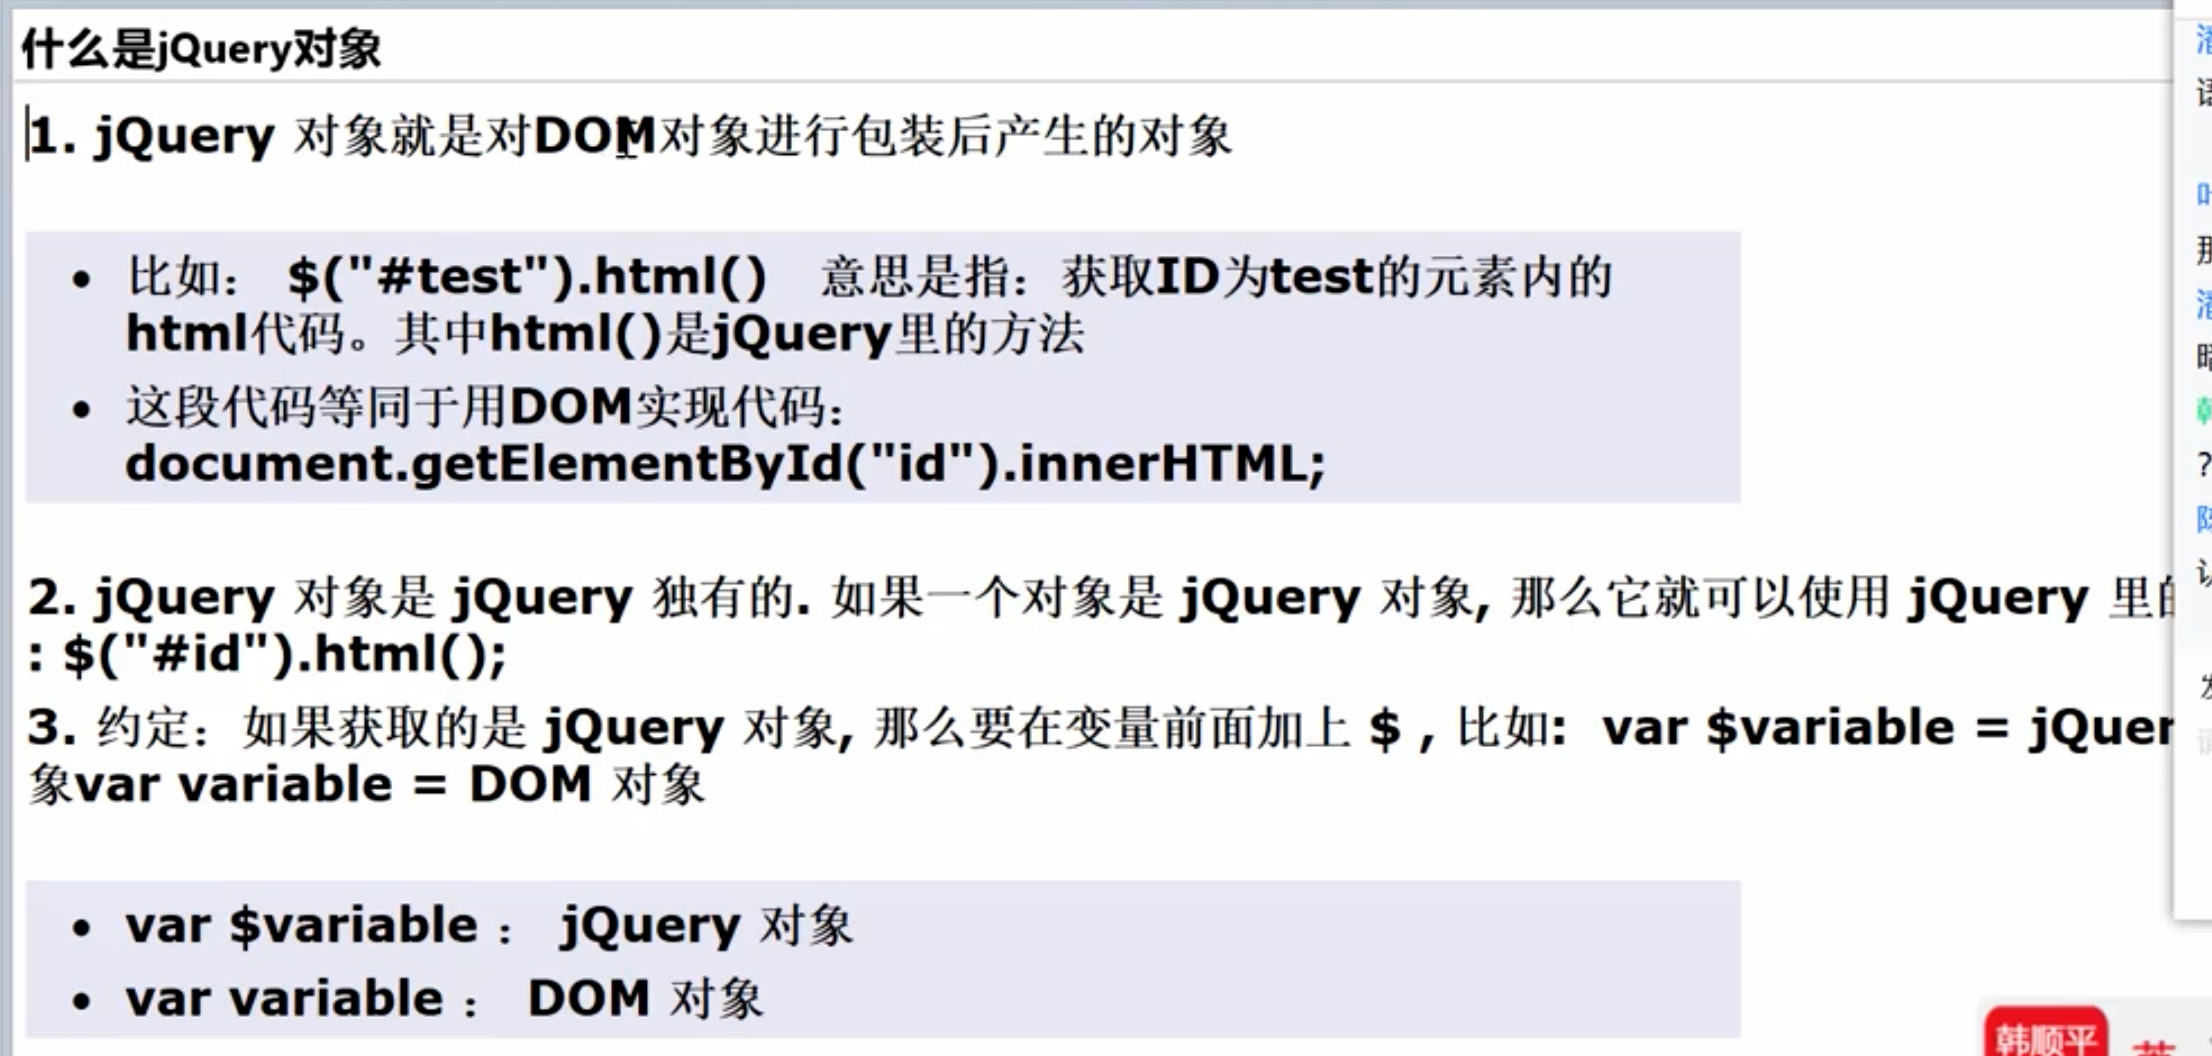 什么是jQuery对象
1. jQuery 对象就是对DOM对象进行包装后产生的对象
• 比如： $("#test").html() 意思是指：获取ID为test的元素内的
html代码。其中html()是jQuery里的方法
• 这段代码等同于用DOM实现代码：
document.getElementById("id").innerHTML;
2. jQuery 对象是 jQuery 独有的. 如果一个对象是 jQuery 对象, 那么它就可以使用 jQuery 里
: $("#id").html();
3. 约定：如果获取的是 jQuery 对象, 那么要在变量前面加上 $ , 比如: var $variable = jQuer
象var variable = DOM 对象
• var $variable ： jQuery 对象
• var variable ： DOM 对象
韩顺平
?